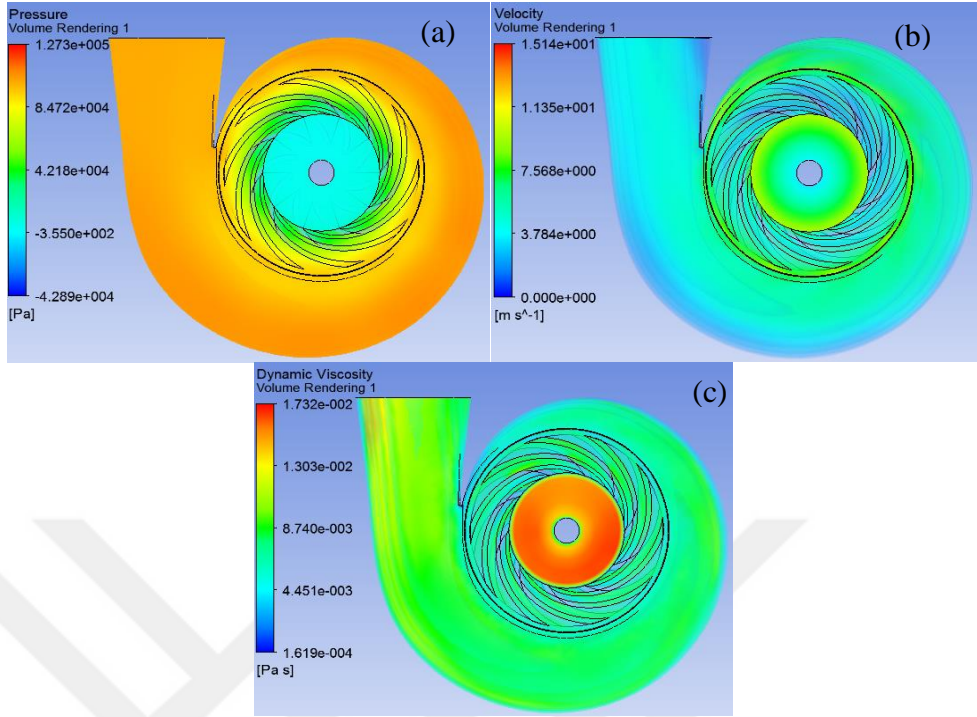 Pressure
Volume Rendering 1
1.273e+005
8.472e+004
4.218e+004
-3.550e+002
-4.289e+004
[Pa]
(a)
Velocity
Volume Rendering 1
1.514e+001
1.135e+001
7.568e+000
3.784e+000
0.000e+000
[m s^-1]
(b)
Dynamic Viscosity
Volume Rendering 1
1.732e-002
1.303e-002
8.740e-003
4.451e-003
1.619e-004
[Pa s]
(c)